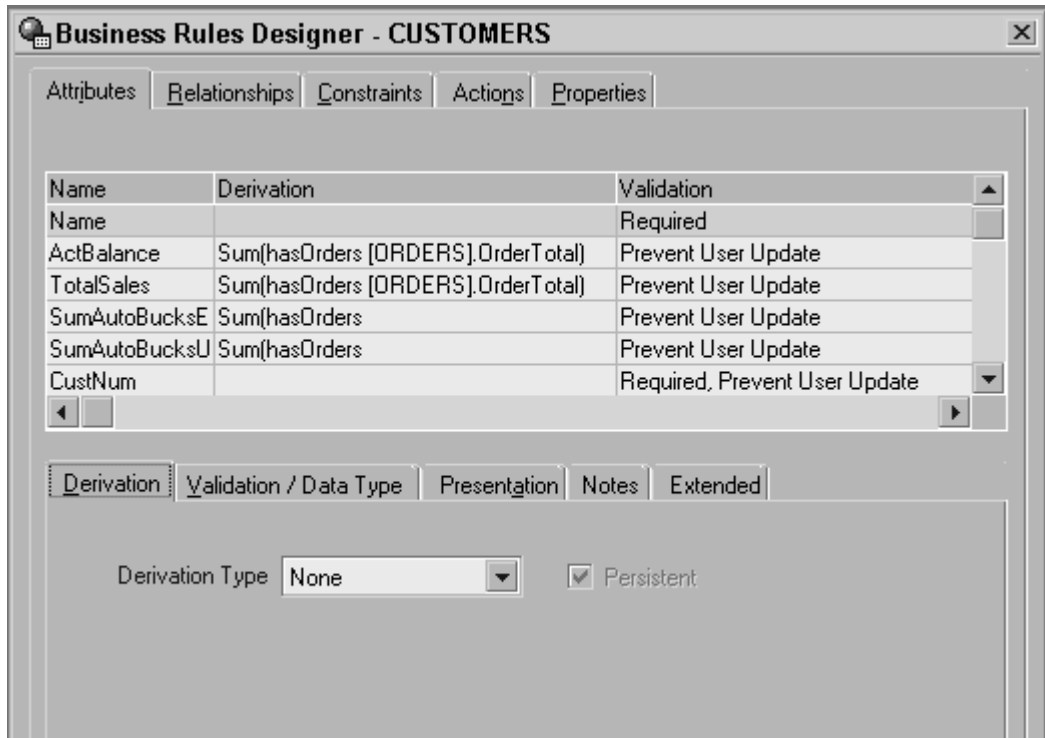 Business Rules Designer - CUSTOMERS
Attributes Relationships Constraints Actions Properties
Name Derivation Validation
Name Required
ActBalance Sum(hasOrders [ORDERS].OrderTotal) Prevent User Update
TotalSales Sum(hasOrders [ORDERS].OrderTotal) Prevent User Update
SumAutoBucksE Sum(hasOrders Prevent User Update
SumAutoBucksU Sum(hasOrders Prevent User Update
CustNum Required, Prevent User Update
Derivation Validation / Data Type Presentation Notes Extended
Derivation Type None Persistent